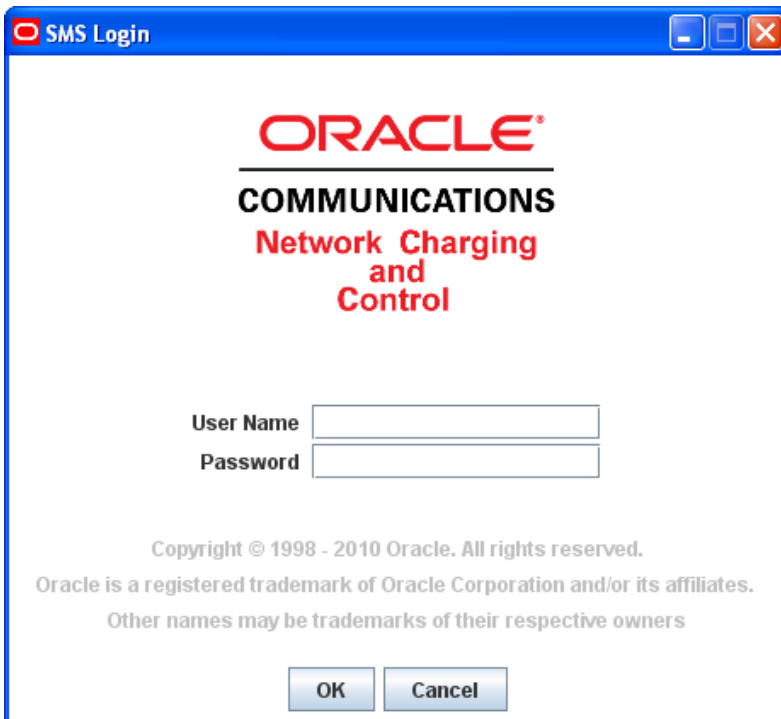 SMS Login
ORACLE®
COMMUNICATIONS
Network Charging
and
Control
User Name
Password
Copyright © 1998 - 2010 Oracle. All rights reserved.
Oracle is a registered trademark of Oracle Corporation and/or its affiliates.
Other names may be trademarks of their respective owners
OK Cancel